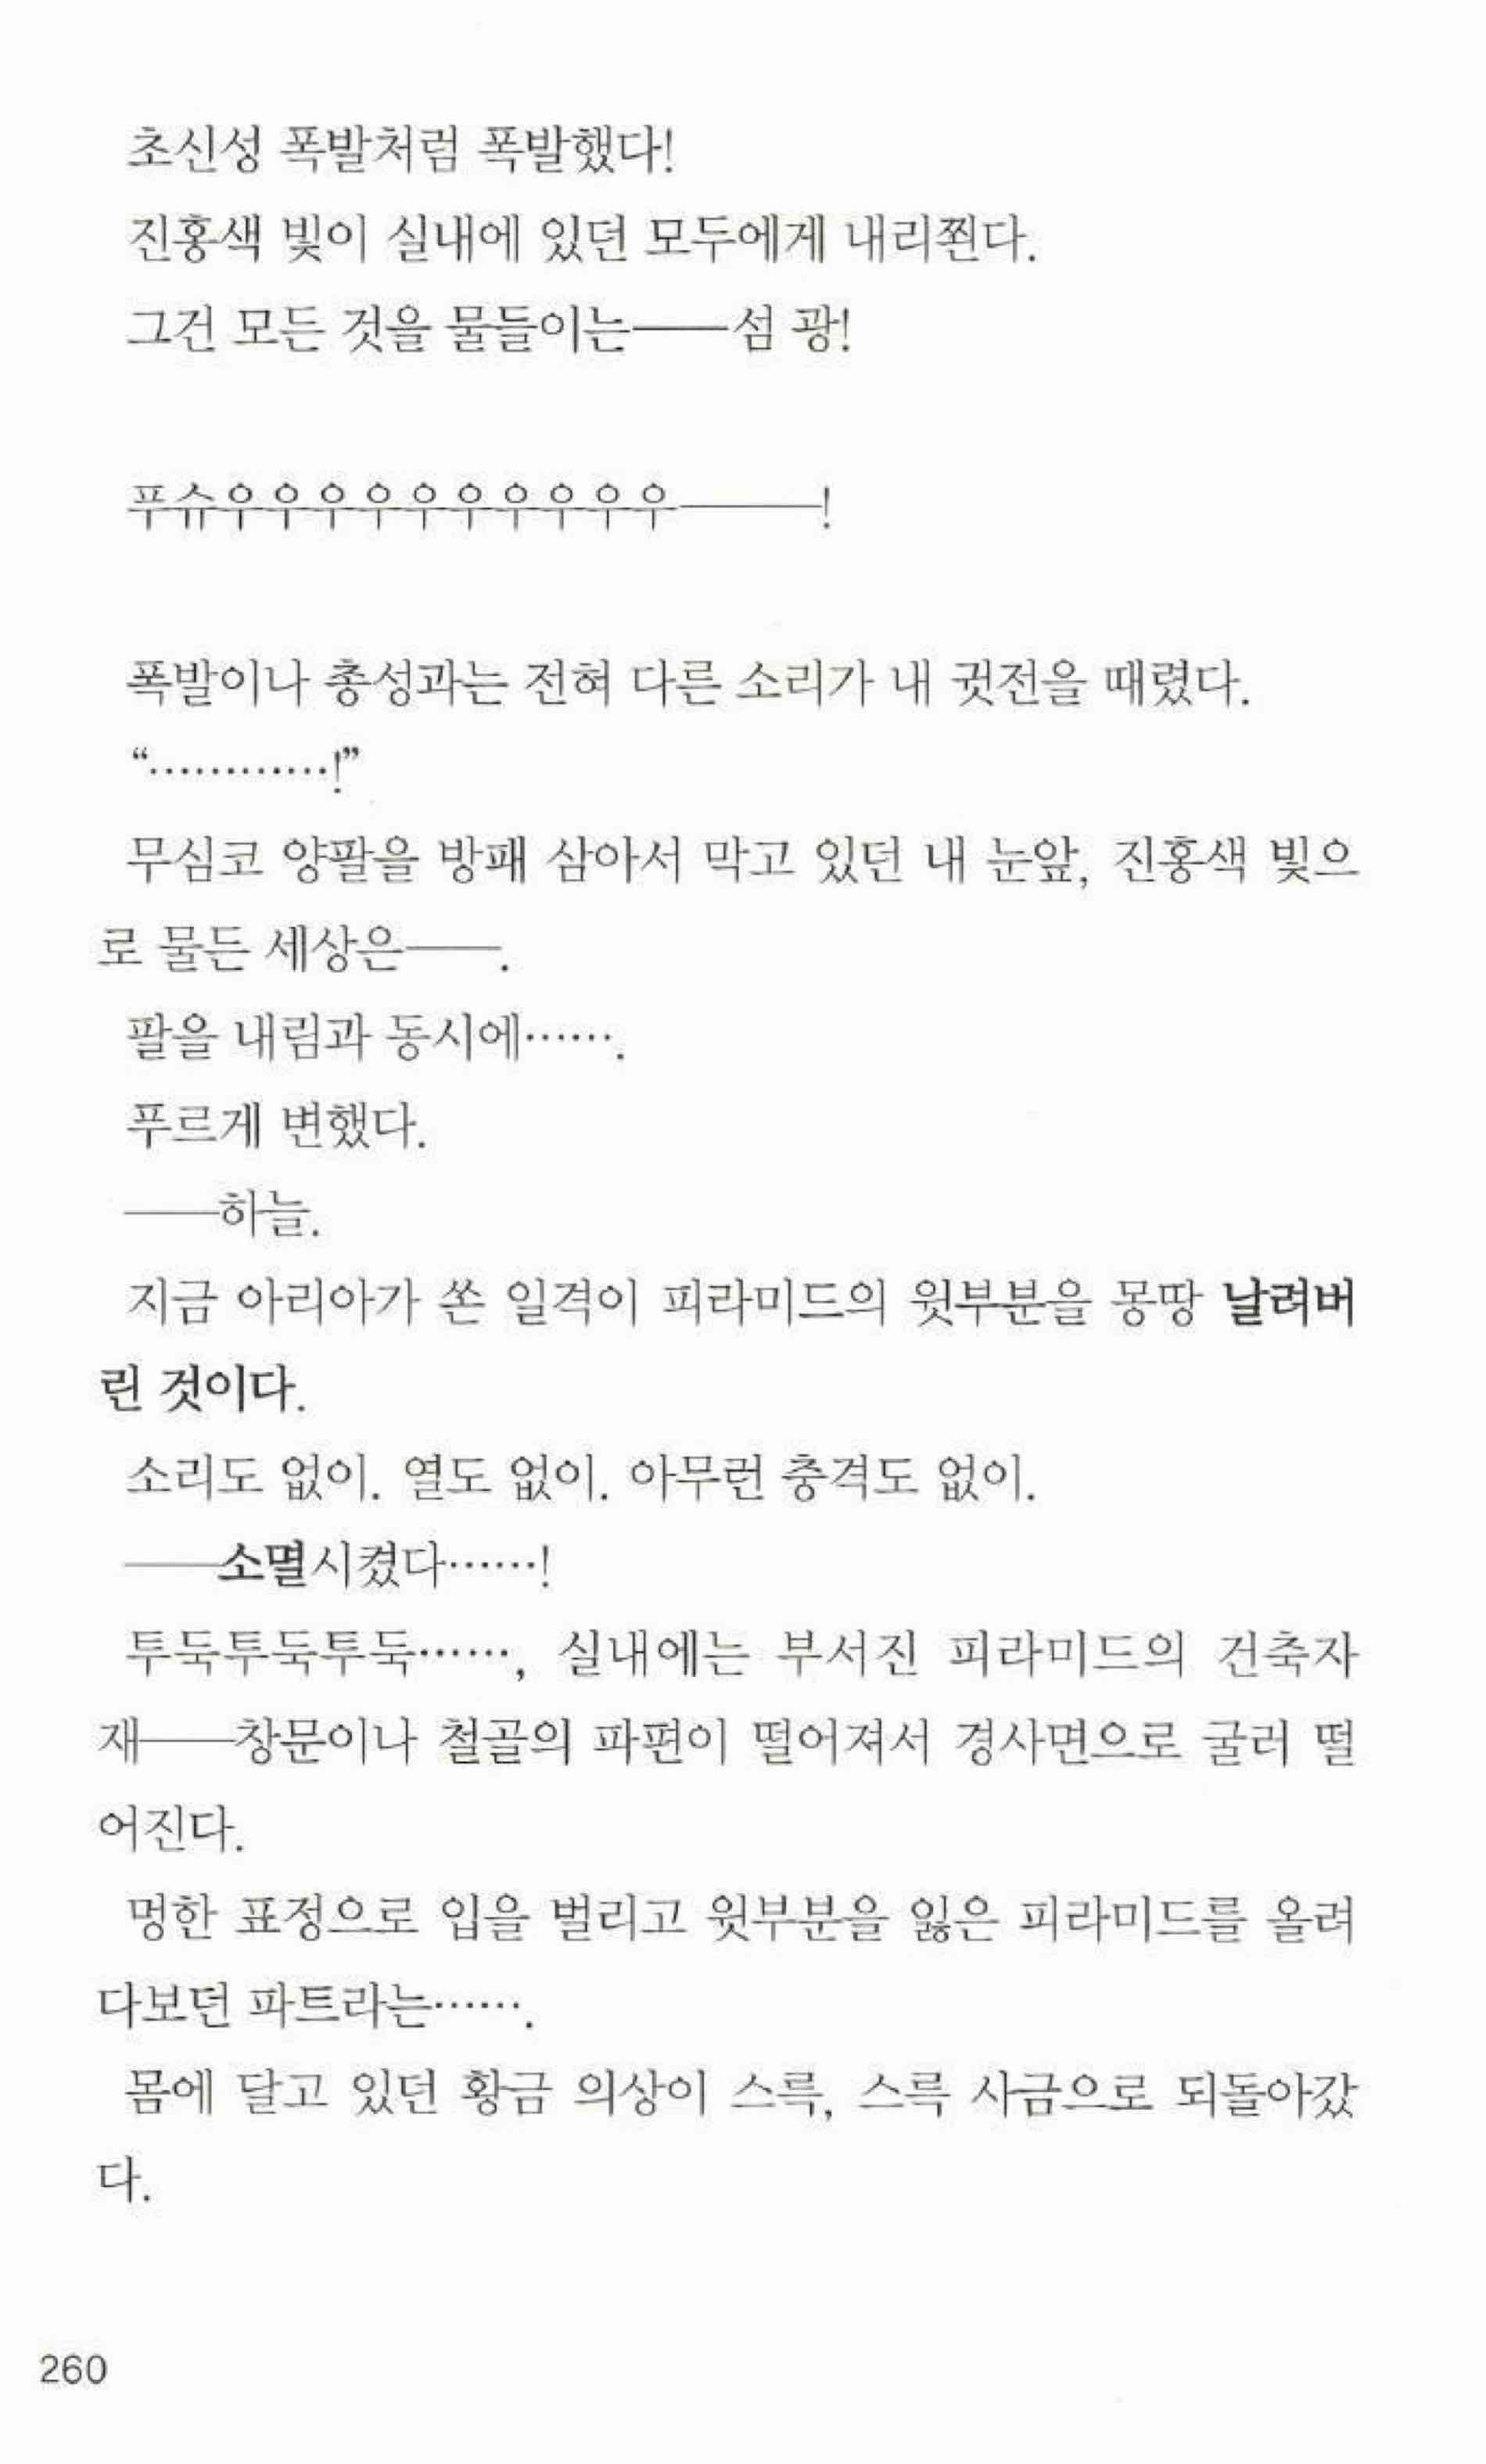 초신성 폭발처럼 폭발했다!
진홍색 빛이 실내에 있던 모두에게 내리쬔다.
그건 모든 것을 물들이는――섬 광!
푸슈우우우우우우우우우우―――!
폭발이나 총성과는 전혀 다른 소리가 내 귓전을 때렸다.
“…………!”
무심코 양팔을 방패 삼아서 막고 있던 내 눈앞, 진홍색 빛으
로 물든 세상은――.
팔을 내림과 동시에…….
푸르게 변했다.
――하늘.
지금 아리아가 쏜 일격이 피라미드의 윗부분을 몽땅 날려버
린 것이다.
소리도 없이. 열도 없이. 아무런 충격도 없이.
――소멸시켰다……!
투둑투둑투둑……, 실내에는 부서진 피라미드의 건축자
재――창문이나 철골의 파편이 떨어져서 경사면으로 굴러 떨
어진다.
멍한 표정으로 입을 벌리고 윗부분을 잃은 피라미드를 올려
다보던 파트라는…….
몸에 달고 있던 황금 의상이 스륵, 스륵 사금으로 되돌아갔
다.
260